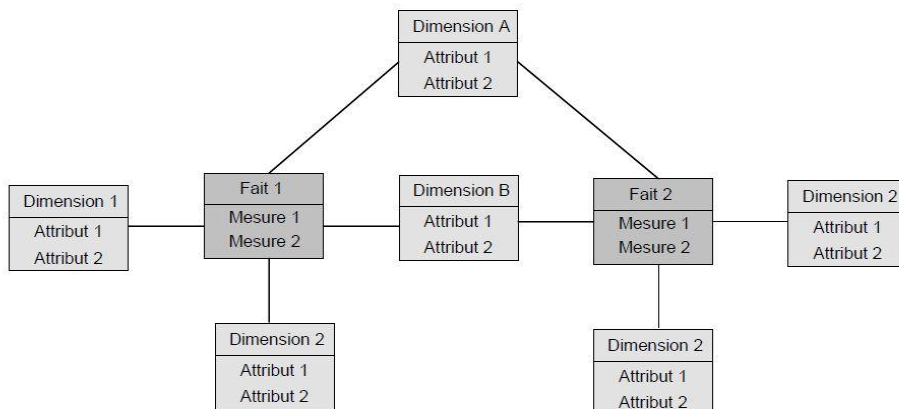 Dimension A
Attribut 1
Attribut 2
Dimension 1
Attribut 1
Attribut 2
Fait 1
Mesure 1
Mesure 2
Dimension B
Attribut 1
Attribut 2
Fait 2
Mesure 1
Mesure 2
Dimension 2
Attribut 1
Attribut 2
Dimension 2
Attribut 1
Attribut 2
Dimension 2
Attribut 1
Attribut 2